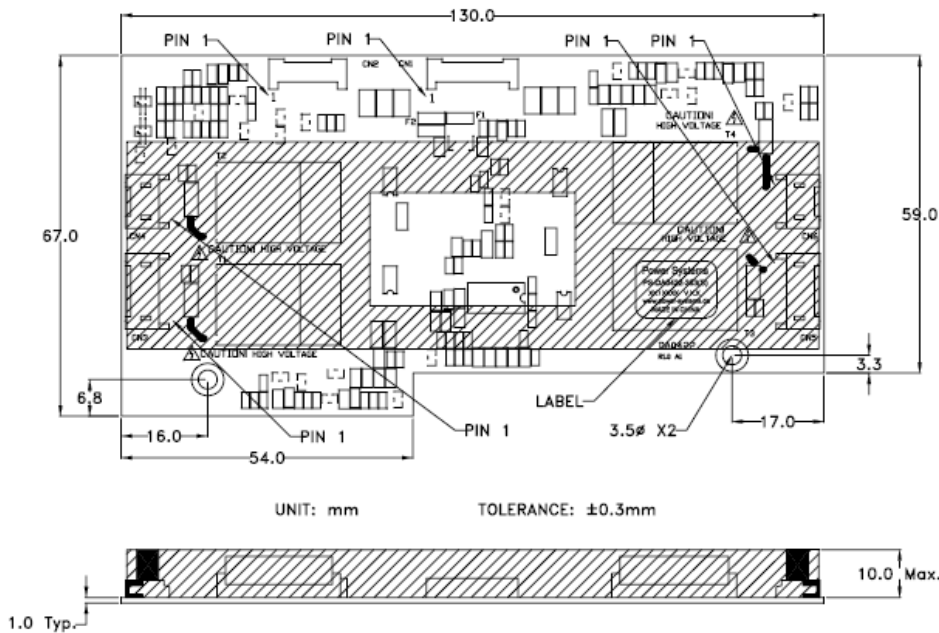 130.0
PIN 1
PIN 1
PIN 1
PIN 1
CN2
CN1
1
1
F2
F1
CAUTION!
HIGH VOLTAGE
T4
T2
67.0
59.0
CN4
CAUTION! HIGH VOLTAGE
T1
CAUTION!
HIGH VOLTAGE
CN6
Power Systems
MADE IN CHINA
CN3
CAUTION! HIGH VOLTAGE
T3
CN5
DA0422
3.3
6.8
LABEL
16.0
PIN 1
PIN 1
3.5ø X2
17.0
54.0
UNIT: mm
TOLERANCE: ±0.3mm
10.0 Max.
1.0 Typ.